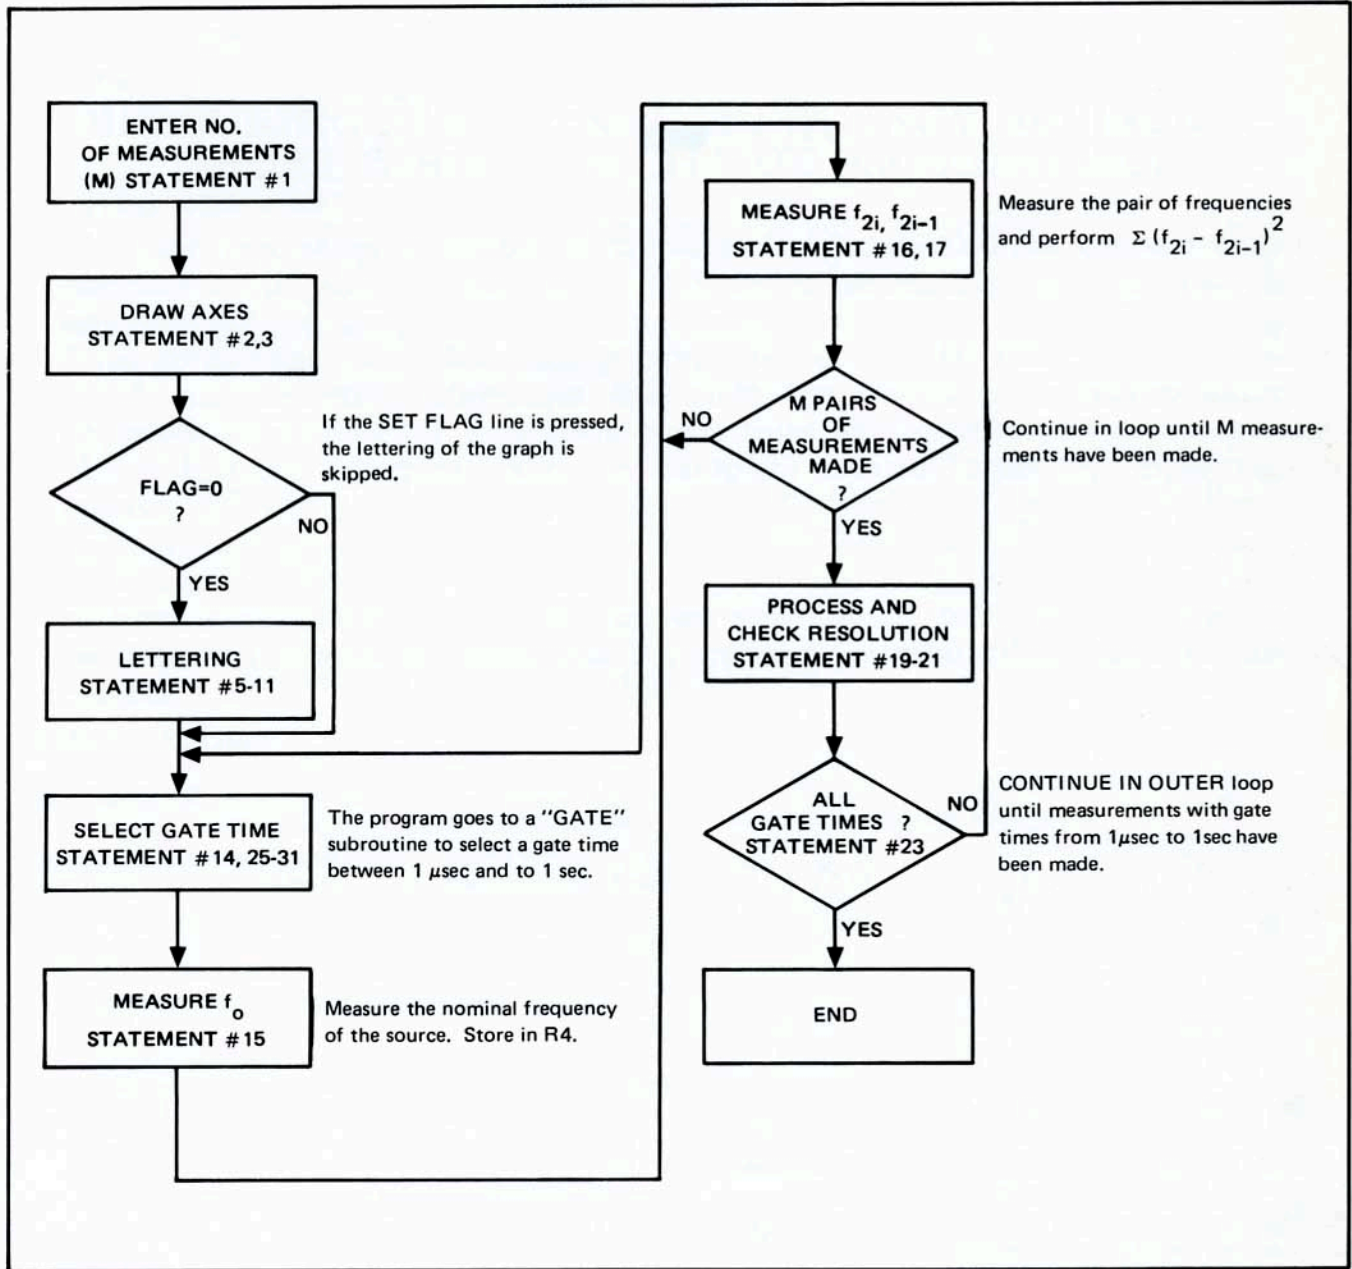 ENTER NO.
OF MEASUREMENTS
(M) STATEMENT #1
DRAW AXES
STATEMENT #2,3
If the SET FLAG line is pressed,
the lettering of the graph is
skipped.
FLAG=0
?
NO
YES
LETTERING
STATEMENT #5-11
SELECT GATE TIME
STATEMENT #14, 25-31
The program goes to a "GATE"
subroutine to select a gate time
between 1 μsec and to 1 sec.
MEASURE fo
STATEMENT #15
Measure the nominal frequency
of the source. Store in R4.
MEASURE f2i, f2i-1
STATEMENT #16, 17
Measure the pair of frequencies
and perform Σ (f2i - f2i-1)2
M PAIRS
OF
MEASUREMENTS
MADE
?
NO
YES
Continue in loop until M measure-
ments have been made.
PROCESS AND
CHECK RESOLUTION
STATEMENT #19-21
ALL
GATE TIMES ?
STATEMENT #23
NO
YES
CONTINUE IN OUTER loop
until measurements with gate
times from 1μsec to 1sec have
been made.
END